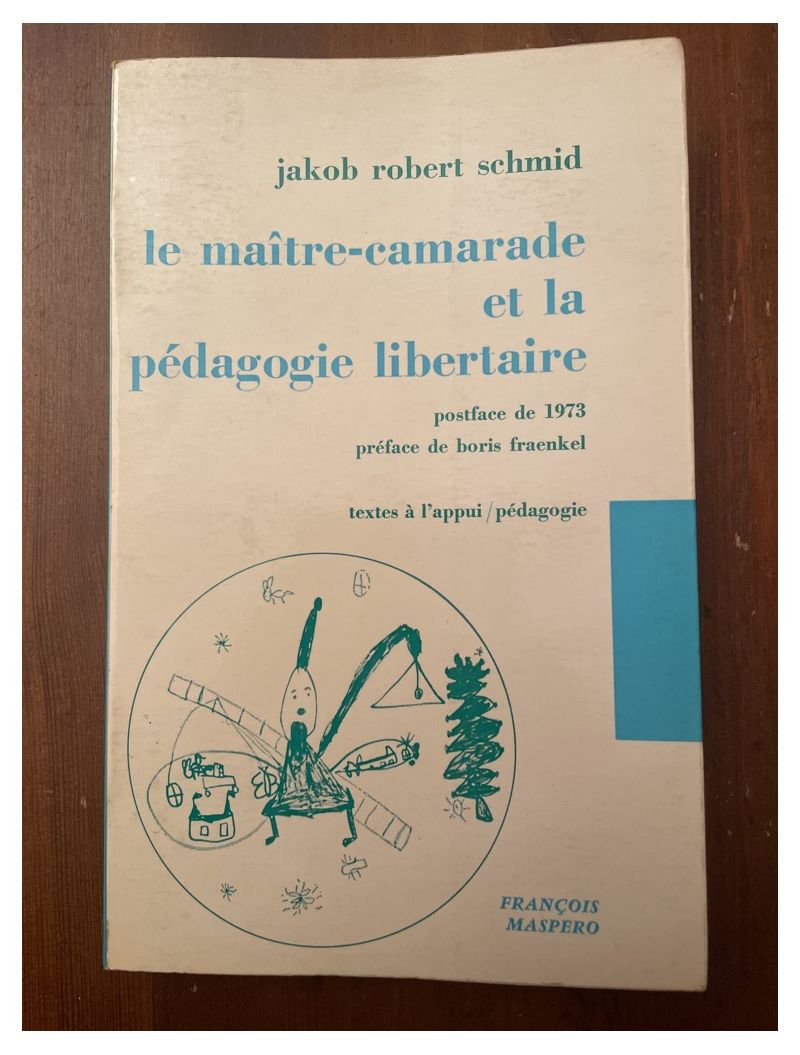 jakob robert schmid
le maître-camarade
et la
pédagogie libertaire
postface de 1973
préface de boris fraenkel
textes à l'appui / pédagogie
FRANÇOIS
MASPERO